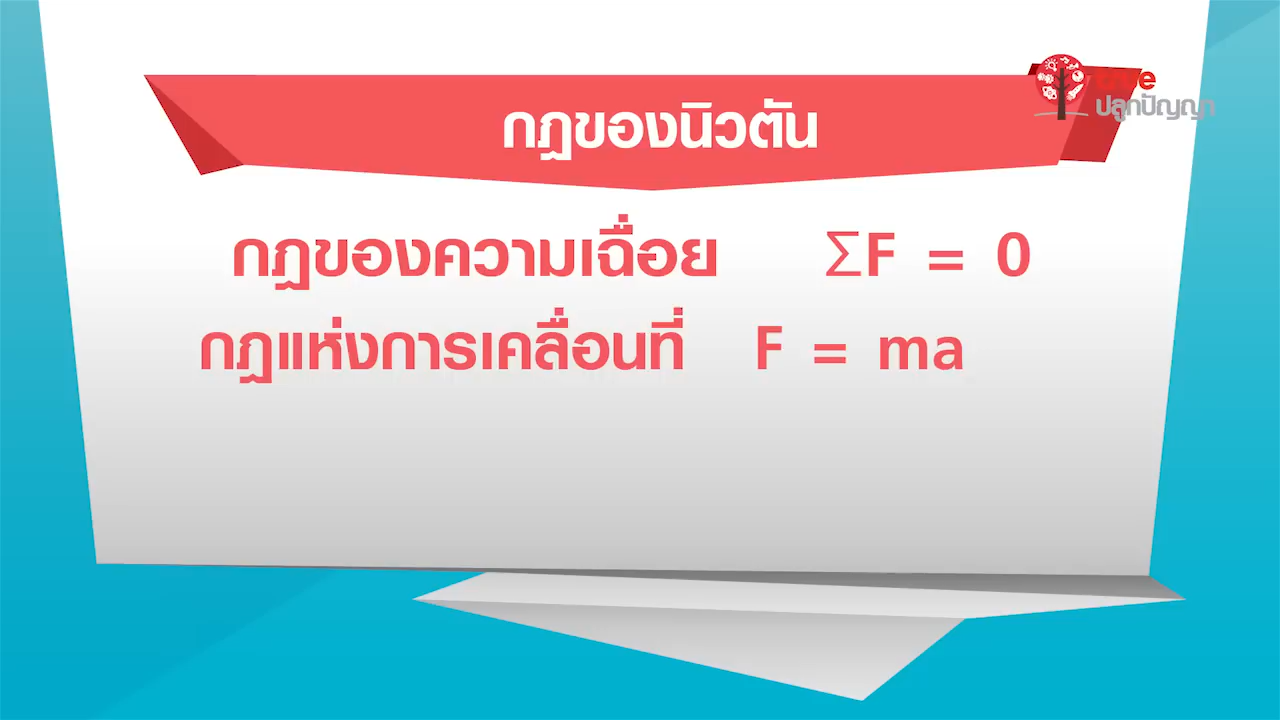 กฎของนิวตัน
ปลูกปัญญา
กฎของความเฉื่อย ΣF = 0
กฎแห่งการเคลื่อนที่ F = ma